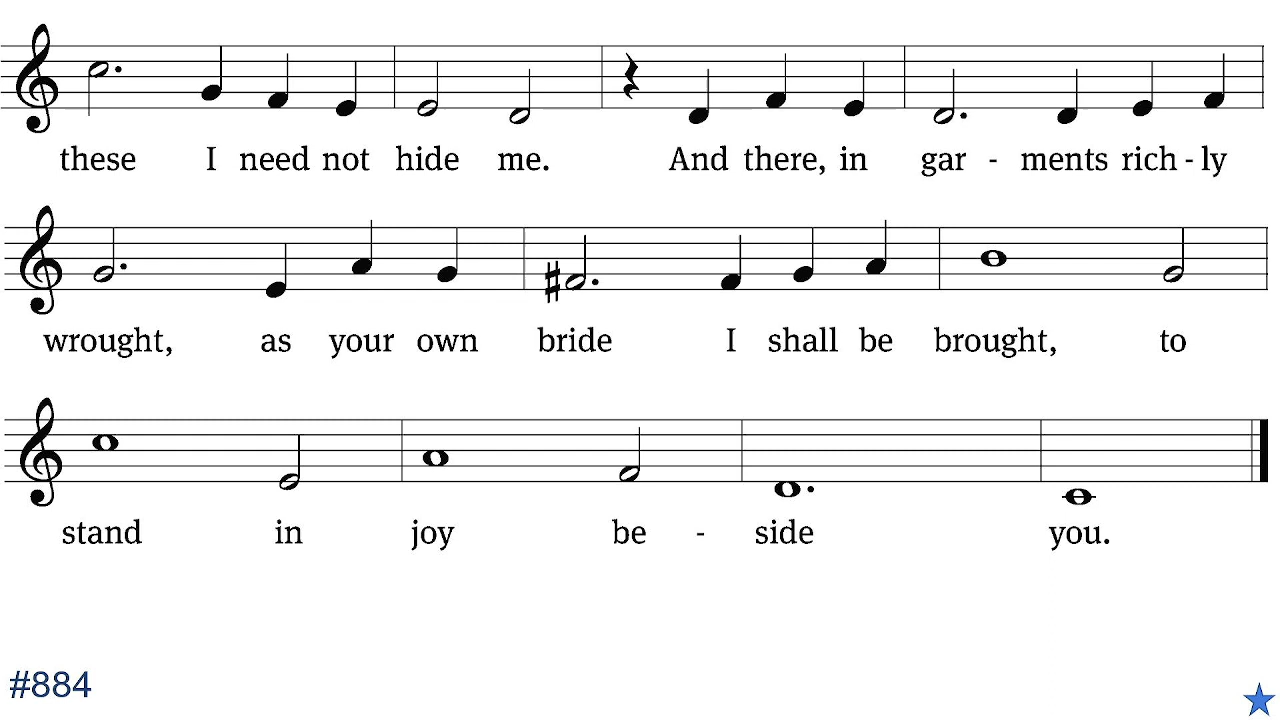 these I need not hide me. And there, in gar - ments rich - ly
wrought, as your own bride I shall be brought, to
stand in joy be - side you.
#884